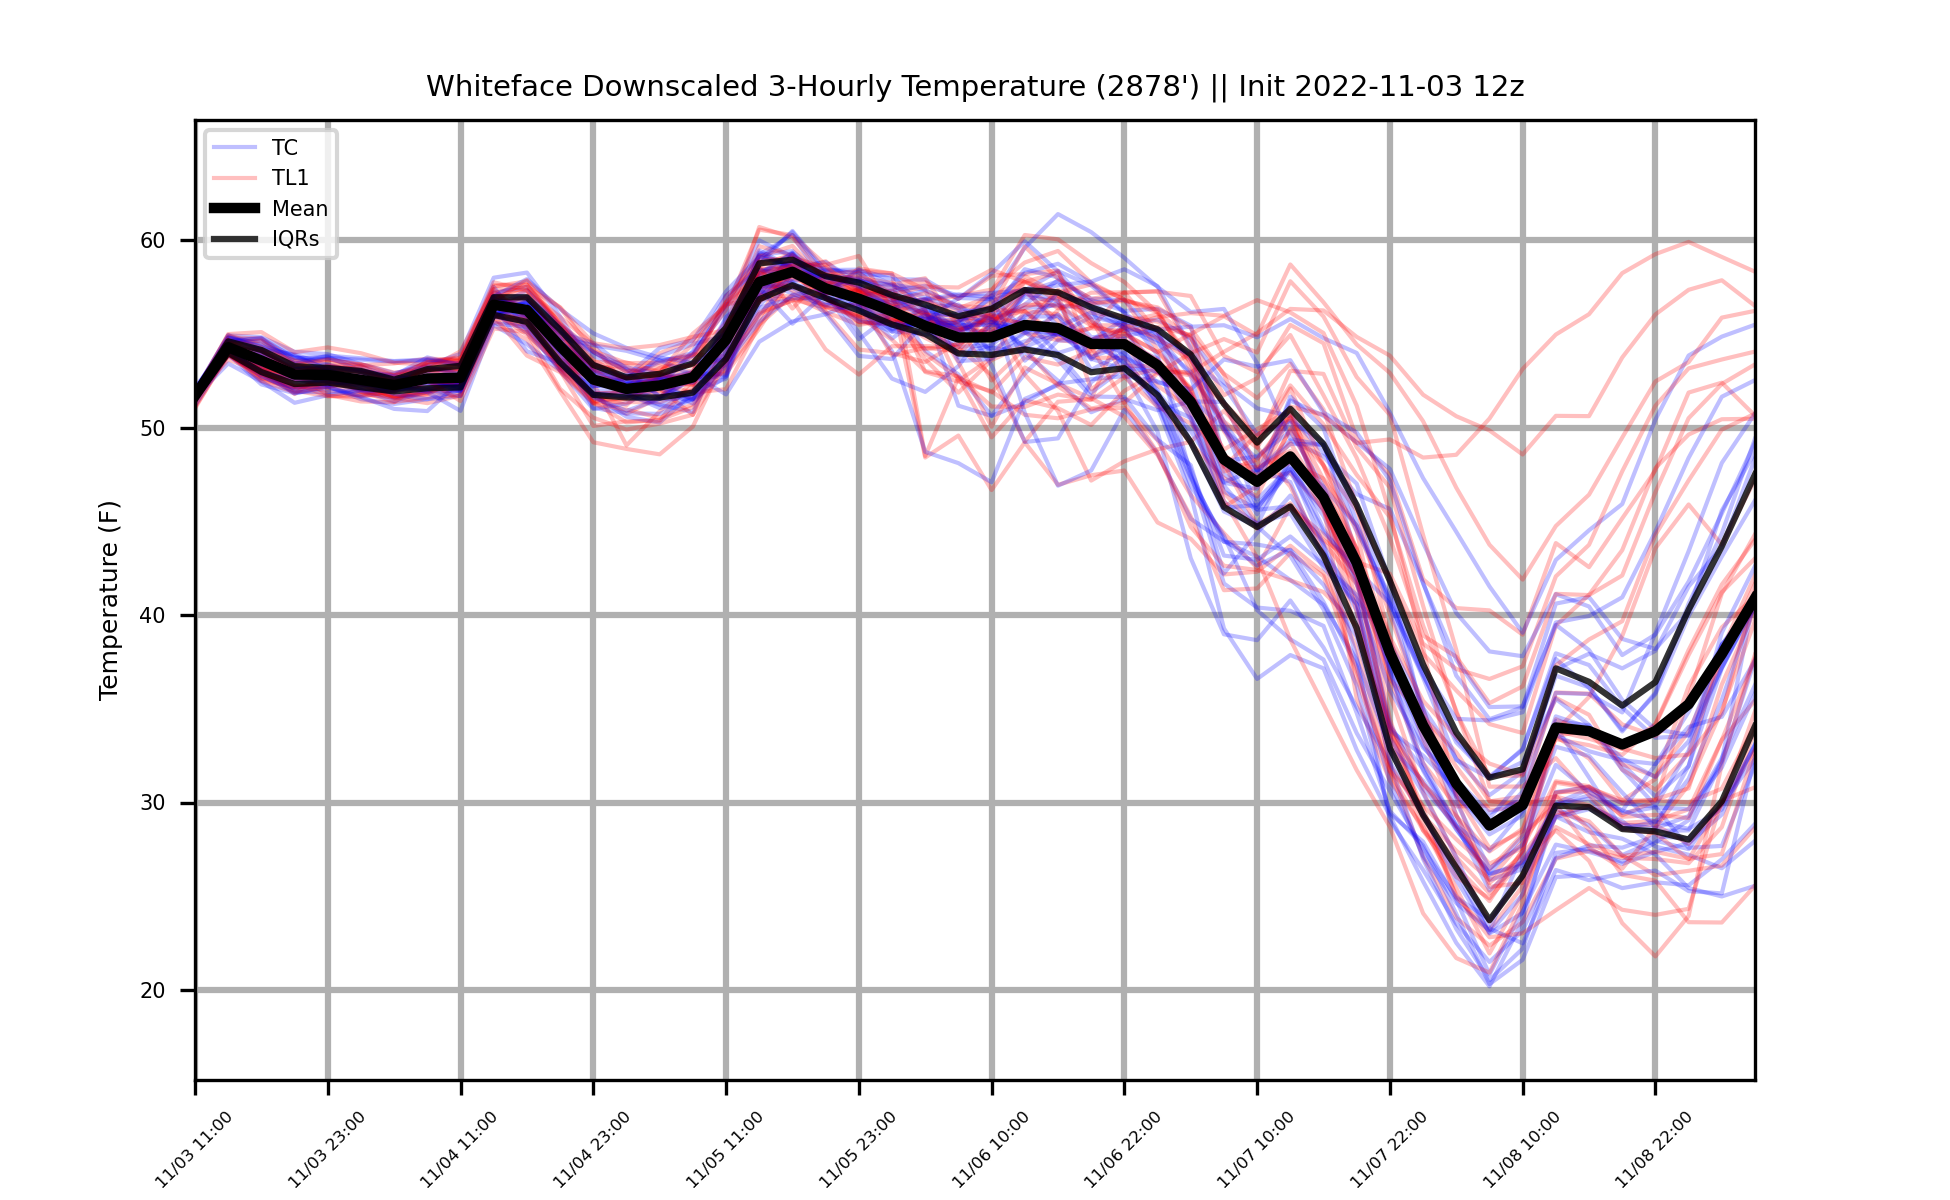 Whiteface Downscaled 3-Hourly Temperature (2878') || Init 2022-11-03 12z
TC
TL1
Mean
IQRs
Temperature (F)
60
50
40
30
20
11/03 11:00
11/03 23:00
11/04 11:00
11/04 23:00
11/05 11:00
11/05 23:00
11/06 10:00
11/06 22:00
11/07 10:00
11/07 22:00
11/08 10:00
11/08 22:00